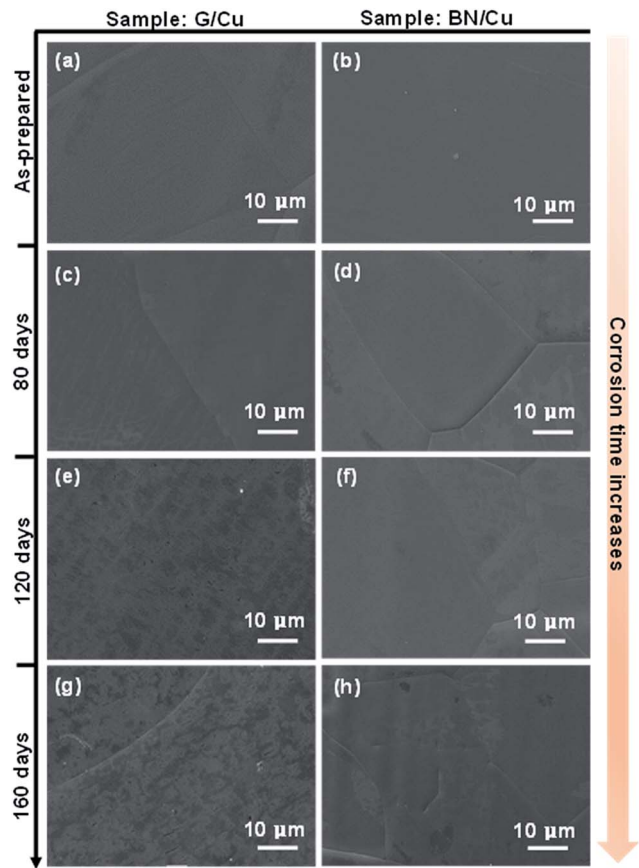 Sample: G/Cu
Sample: BN/Cu
As-prepared
(a)
10 μm
(b)
10 μm
80 days
(c)
10 μm
(d)
10 μm
120 days
(e)
10 μm
(f)
10 μm
160 days
(g)
10 μm
(h)
10 μm
Corrosion time increases